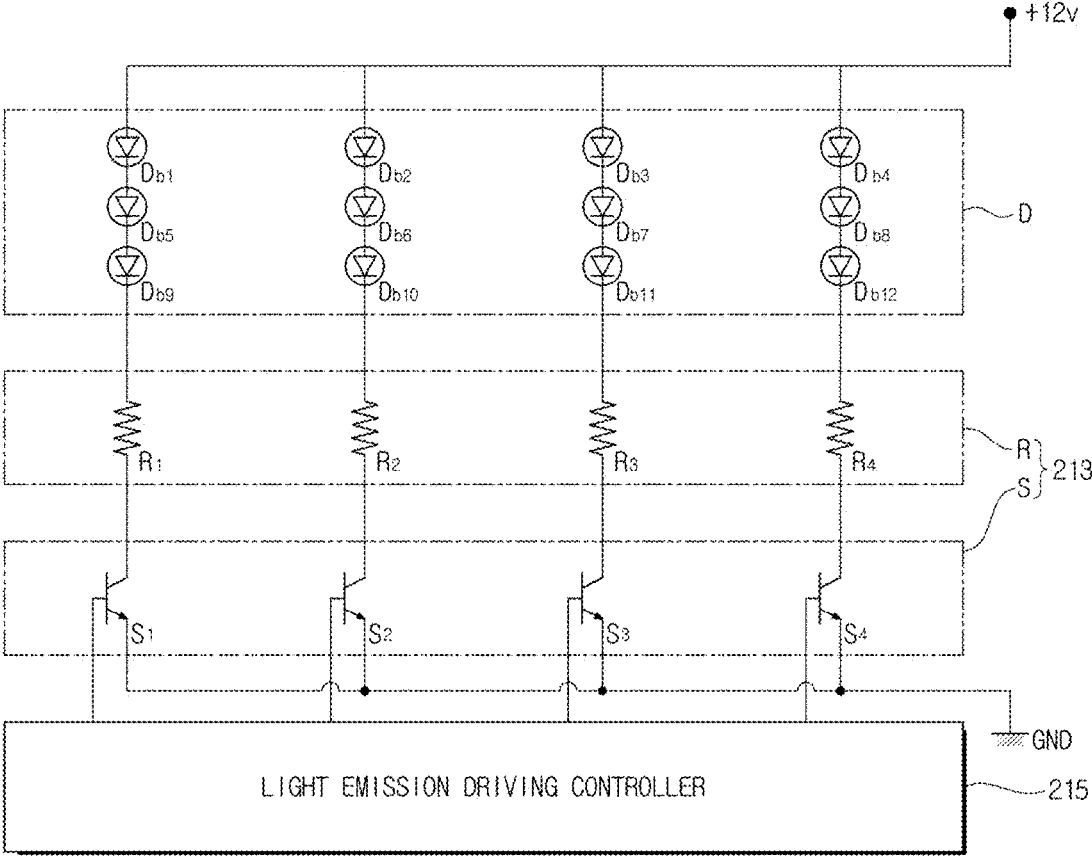 +12v
Db1 Db2 Db3 Db4
Db5 Db6 Db7 Db8
D
Db9 Db10 Db11 Db12
R1 R2 R3 R4
R
S
213
S1 S2 S3 S4
GND
LIGHT EMISSION DRIVING CONTROLLER
215